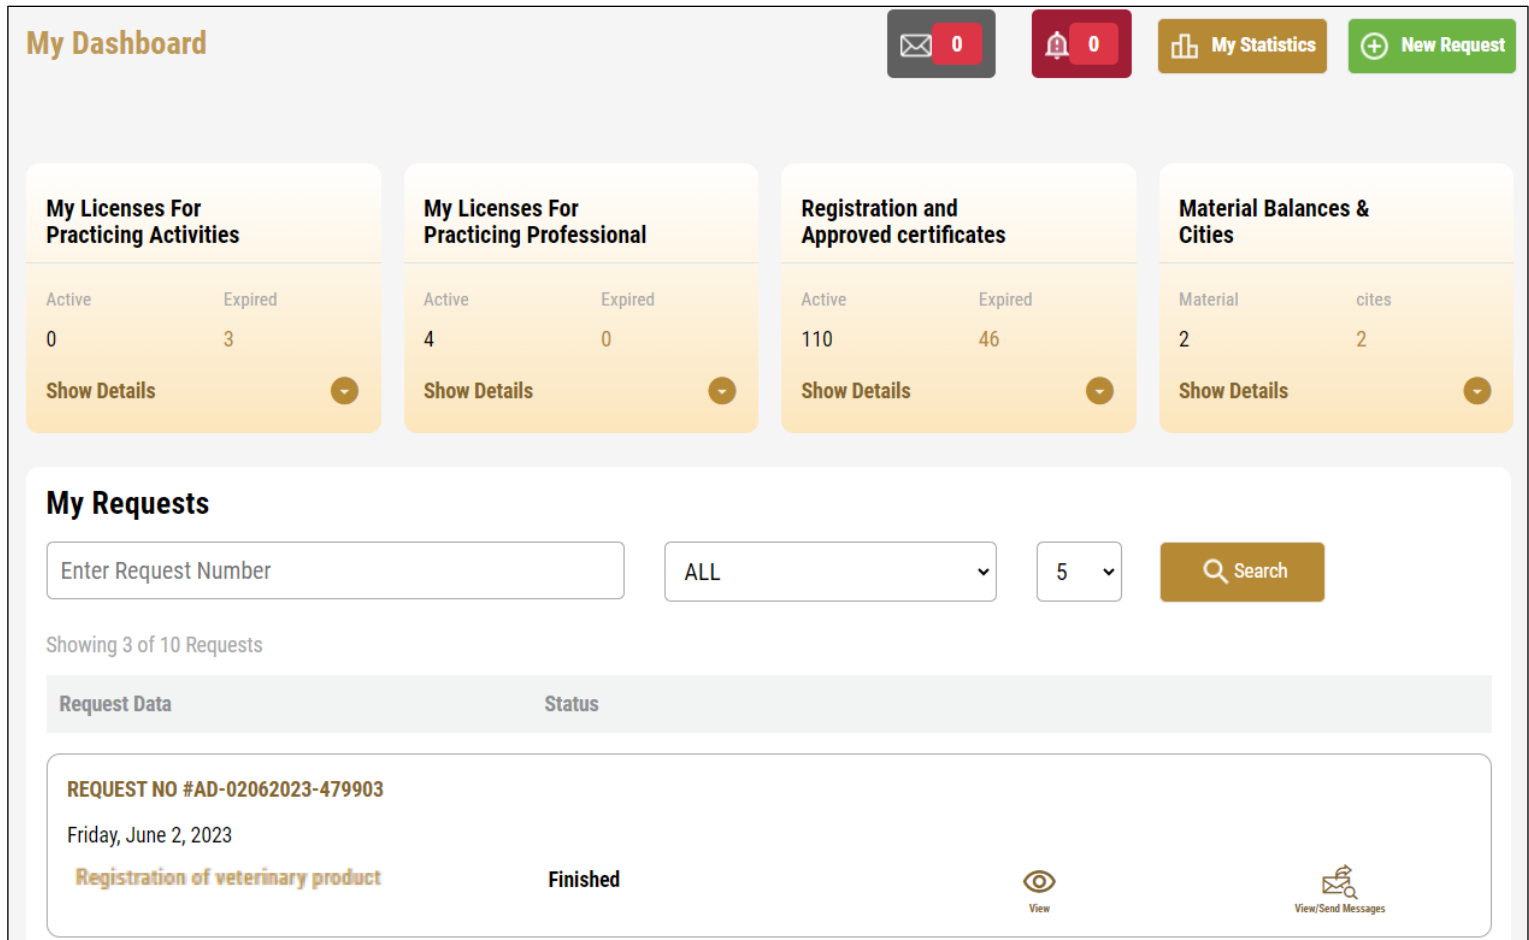 My Dashboard
0
0
My Statistics
New Request
My Licenses For
Practicing Activities
Active
Expired
0
3
Show Details
My Licenses For
Practicing Professional
Active
Expired
4
0
Show Details
Registration and
Approved certificates
Active
Expired
110
46
Show Details
Material Balances &
Cities
Material
cites
2
2
Show Details
My Requests
Enter Request Number
ALL
5
Search
Showing 3 of 10 Requests
Request Data
Status
REQUEST NO #AD-02062023-479903
Friday, June 2, 2023
Registration of veterinary product
Finished
View
View/Send Messages